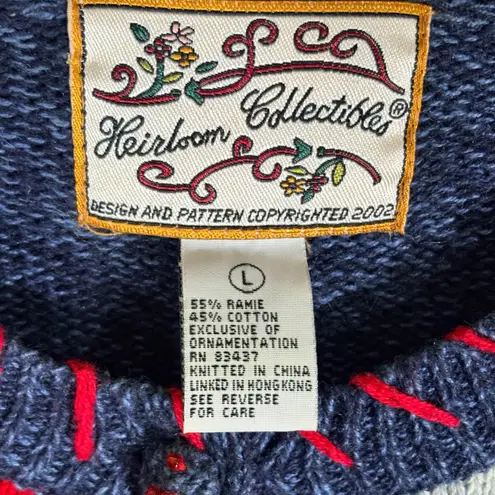 Heirloom Collectibles®
DESIGN AND PATTERN COPYRIGHTED 2002
L
55% RAMIE
45% COTTON
EXCLUSIVE OF
ORNAMENTATION
RN 83437
KNITTED IN CHINA
LINKED IN HONGKONG
SEE REVERSE
FOR CARE